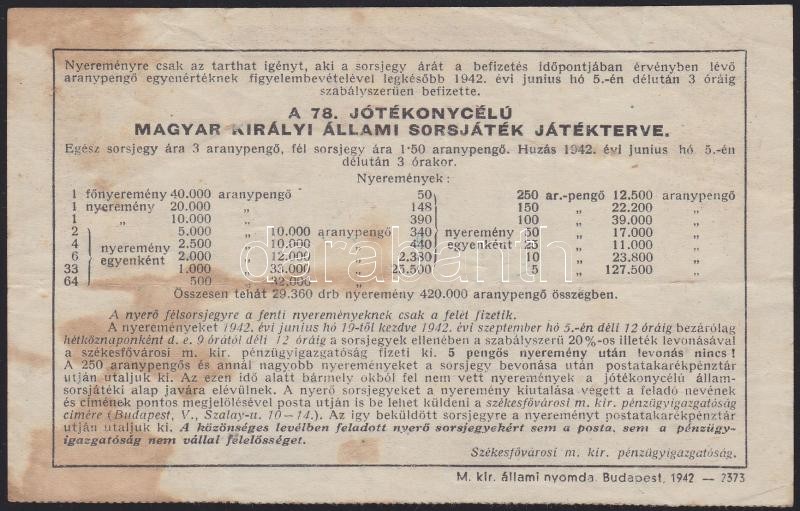 Nyereményre csak az tarthat igényt, aki a sorsjegy árát a befizetés időpontjában érvényben lévő
aranypengő egyenértéknek figyelembevételével legkésőbb 1942. évi junius hó 5.-én délután 3 óráig
szabályszerüen befizette.
A 78. JÓTÉKONYCÉLÚ
MAGYAR KIRÁLYI ÁLLAMI SORSJÁTÉK JÁTÉKTERVE.
Egész sorsjegy ára 3 aranypengő, fél sorsjegy ára 1·50 aranypengő. Huzás 1942. évi junius hó 5.-én
délután 3 órakor.
Nyeremények :
1 főnyeremény 40.000 aranypengő 50 250 ar.-pengő 12.500 aranypengő
1 nyeremény 20.000 „ 148 150 „ 22.200 „
1 „ 10.000 „ 390 100 „ 39.000 „
2 5.000 „ 10.000 aranypengő 340 nyeremény 50 „ 17.000 „
4 nyeremény 2.500 „ 10.000 „ 440 egyenként 25 „ 11.000 „
6 egyenként 2.000 „ 12.000 „ 2.380 10 „ 23.800 „
33 1.000 „ 33.000 „ 25.500 5 „ 127.500 „
64 500 „ 32.000 „
Összesen tehát 29.360 drb nyeremény 420.000 aranypengő összegben.
A nyerő félsorsjegyre a fenti nyereményeknek csak a felét fizetik.
A nyereményeket 1942. évi junius hó 19-től kezdve 1942. évi szeptember hó 5.-én déli 12 óráig bezárólag
hétköznaponként d. e. 9 órától déli 12 óráig a sorsjegyek ellenében a szabályszerű 20%-os illeték levonásával
a székesfővárosi m. kir. pénzügyigazgatóság fizeti ki. 5 pengős nyeremény után levonás nincs !
A 250 aranypengős és annál nagyobb nyereményeket a sorsjegy bevonása után postatakarékpénztár
utján utaljuk ki. Az ezen idő alatt bármely okból fel nem vett nyeremények a jótékonycélú állam-
sorsjátéki alap javára elévülnek. A nyerő sorsjegyeket a nyeremény kiutalása végett a feladó nevének
és címének pontos megjelölésével posta utján is be lehet küldeni a székesfővárosi m. kir. pénzügyigazgatóság
címére (Budapest, V., Szalay-u. 10—14.). Az igy beküldött sorsjegyre a nyereményt postatakarékpénztár
utján utaljuk ki. A közönséges levélben feladott nyerő sorsjegyekért sem a posta, sem a pénzügy-
igazgatóság nem vállal felelősséget.
Székesfővárosi m. kir. pénzügyigazgatóság.
M. kir. állami nyomda. Budapest, 1942 — 2373
darabanth